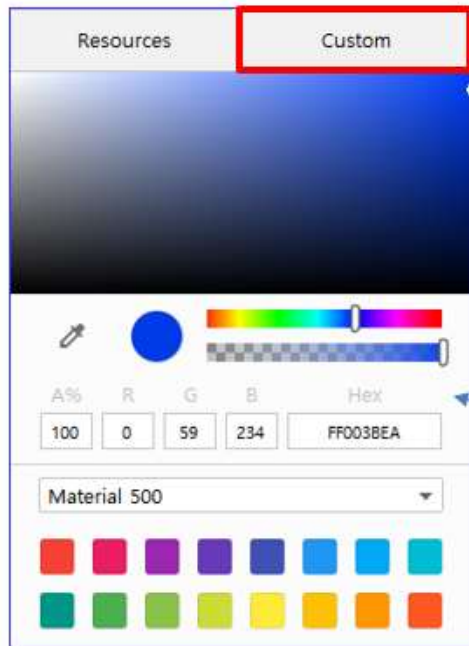 Resources Custom
A% R G B Hex
100 0 59 234 FF003BEA
Material 500